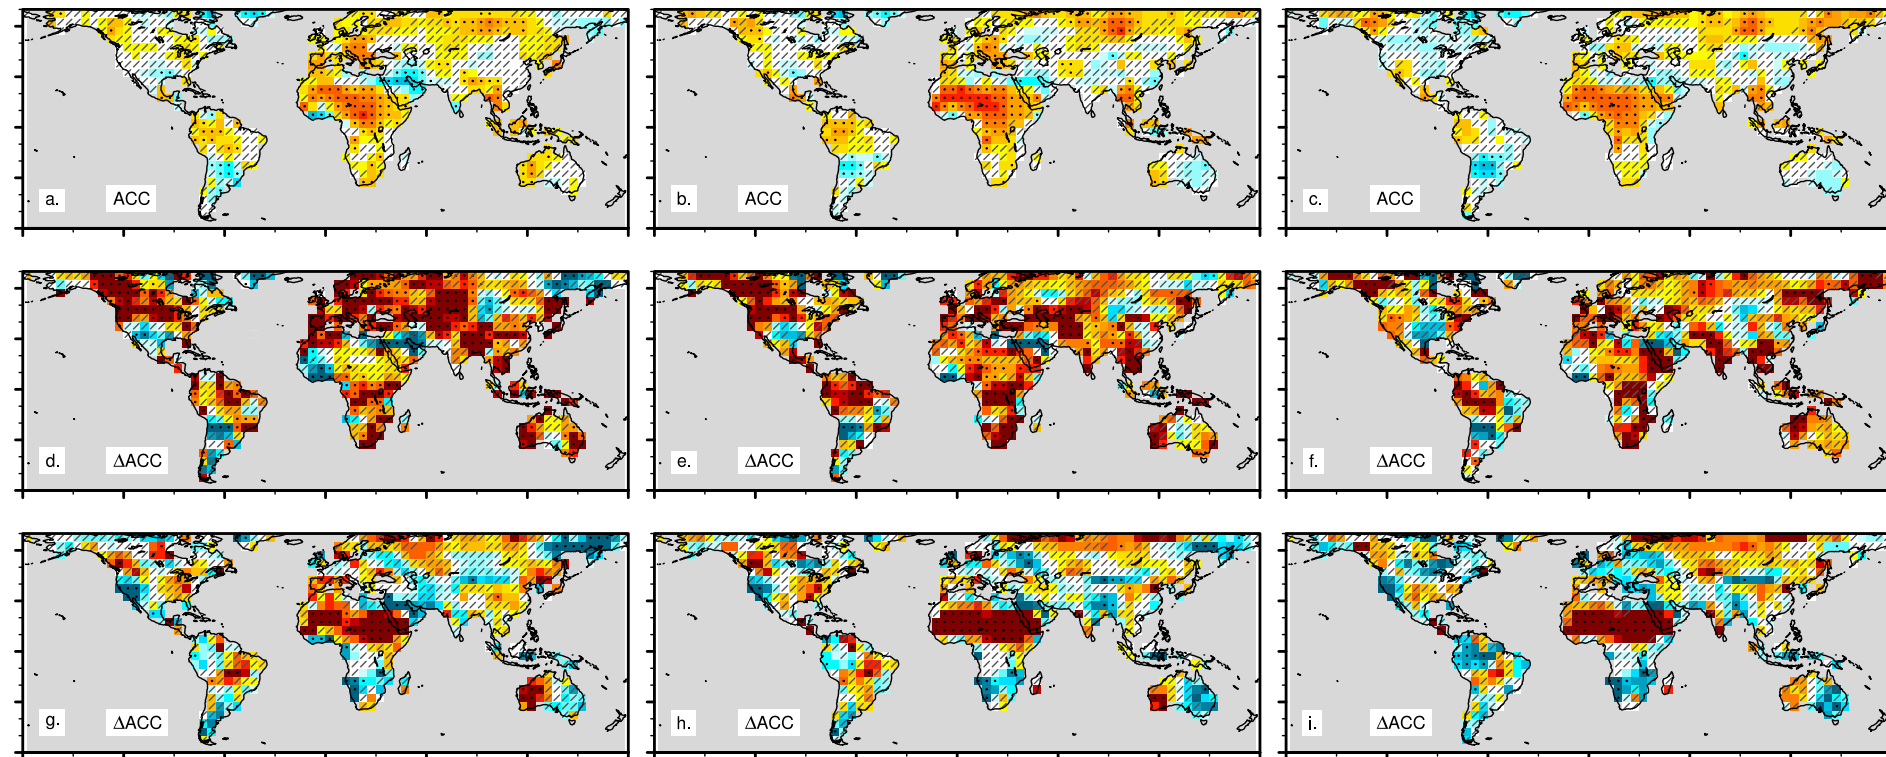 a. ACC
b. ACC
c. ACC
d. ΔACC
e. ΔACC
f. ΔACC
g. ΔACC
h. ΔACC
i. ΔACC